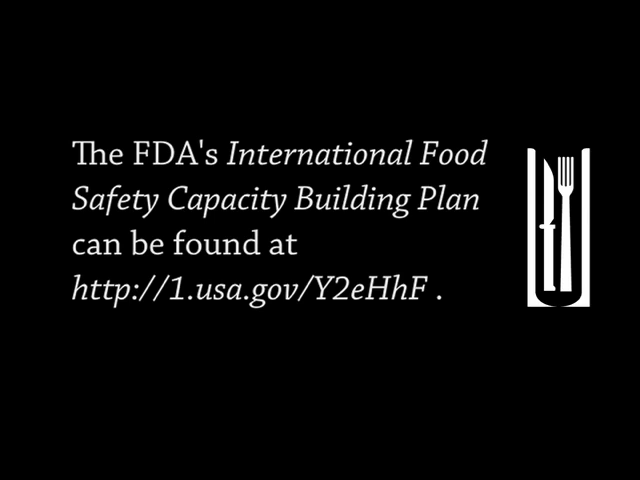 The FDA's International Food
Safety Capacity Building Plan
can be found at
http://1.usa.gov/Y2eHhF .